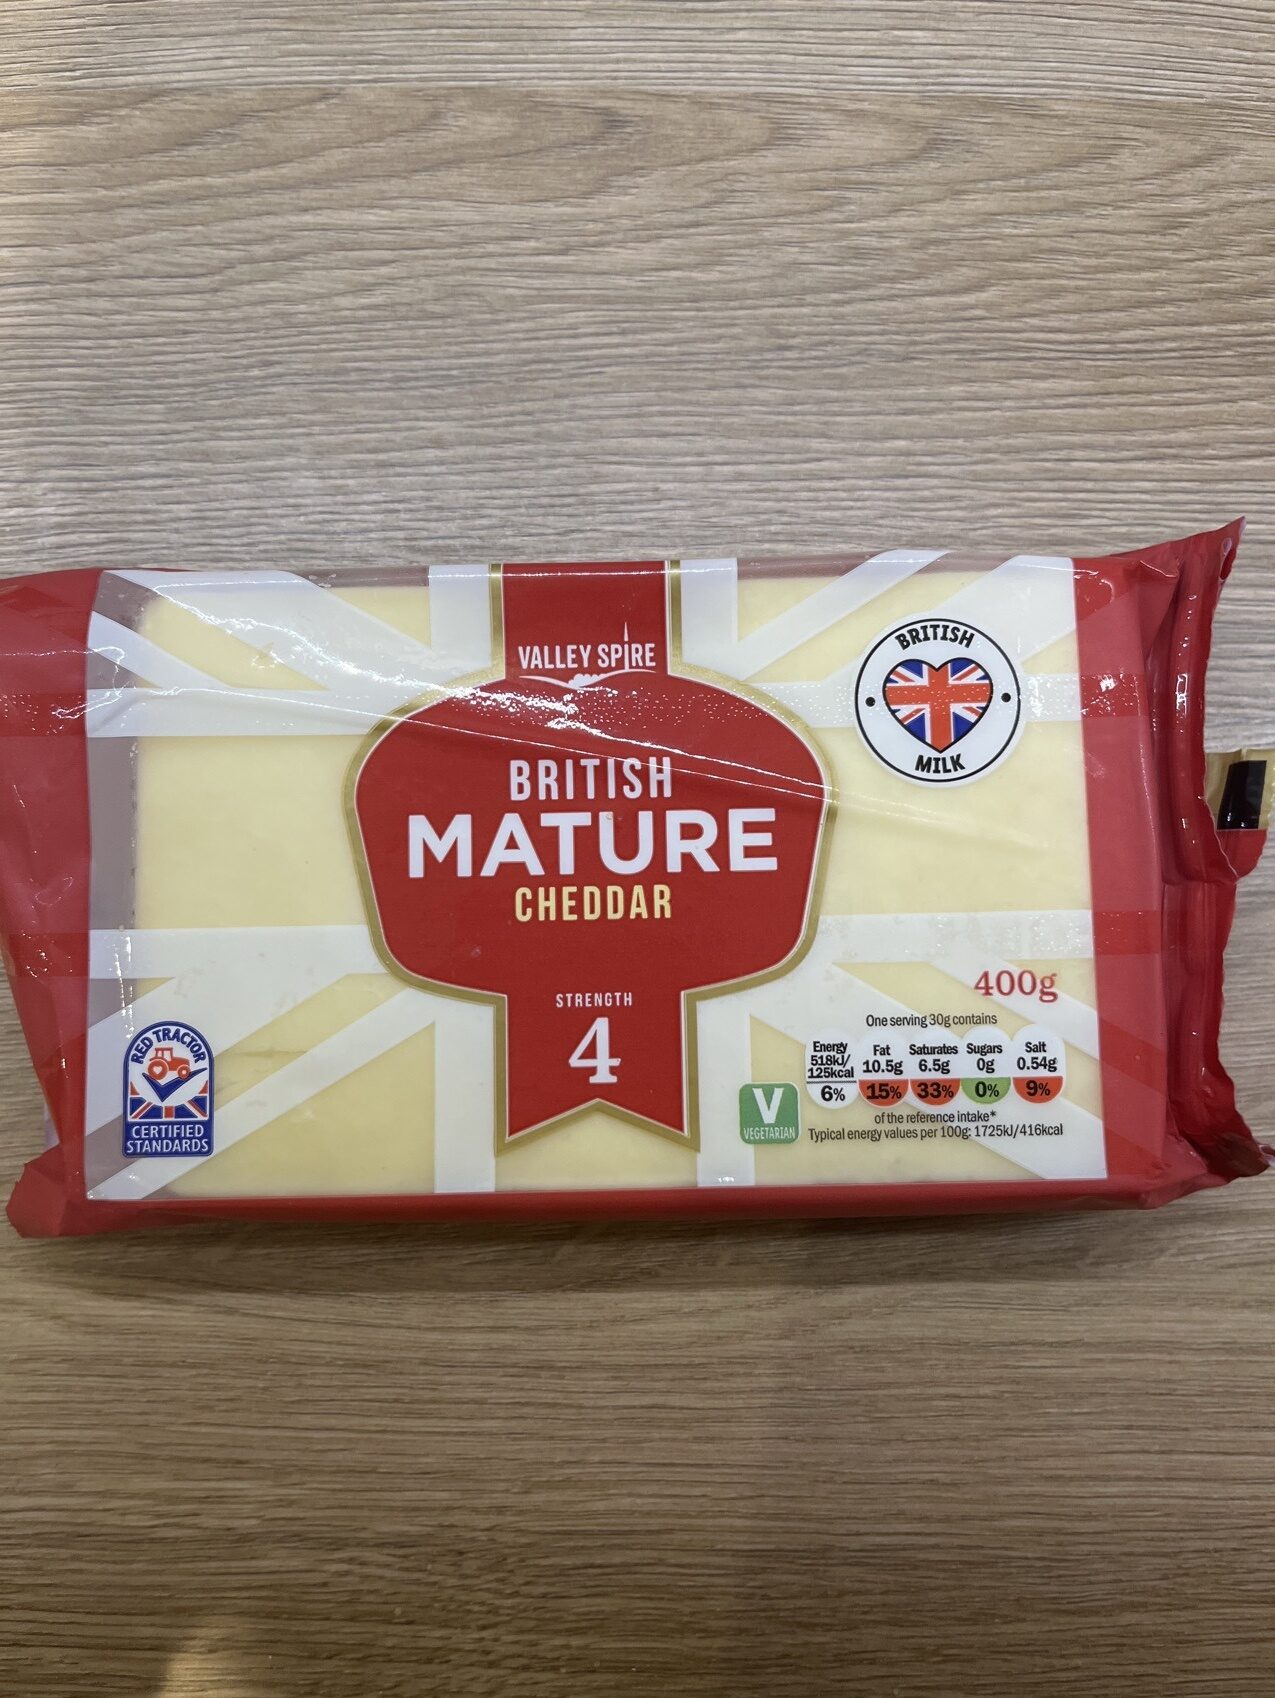 VALLEY SPIRE
BRITISH
MATURE
CHEDDAR
STRENGTH
4
BRITISH
MILK
400g
RED TRACTOR
CERTIFIED
STANDARDS
V
VEGETARIAN
One serving 30g contains
Energy Fat Saturates Sugars Salt
518kJ/
125kcal 10.5g 6.5g 0g 0.54g
6% 15% 33% 0% 9%
of the reference intake*
Typical energy values per 100g: 1725kJ/416kcal